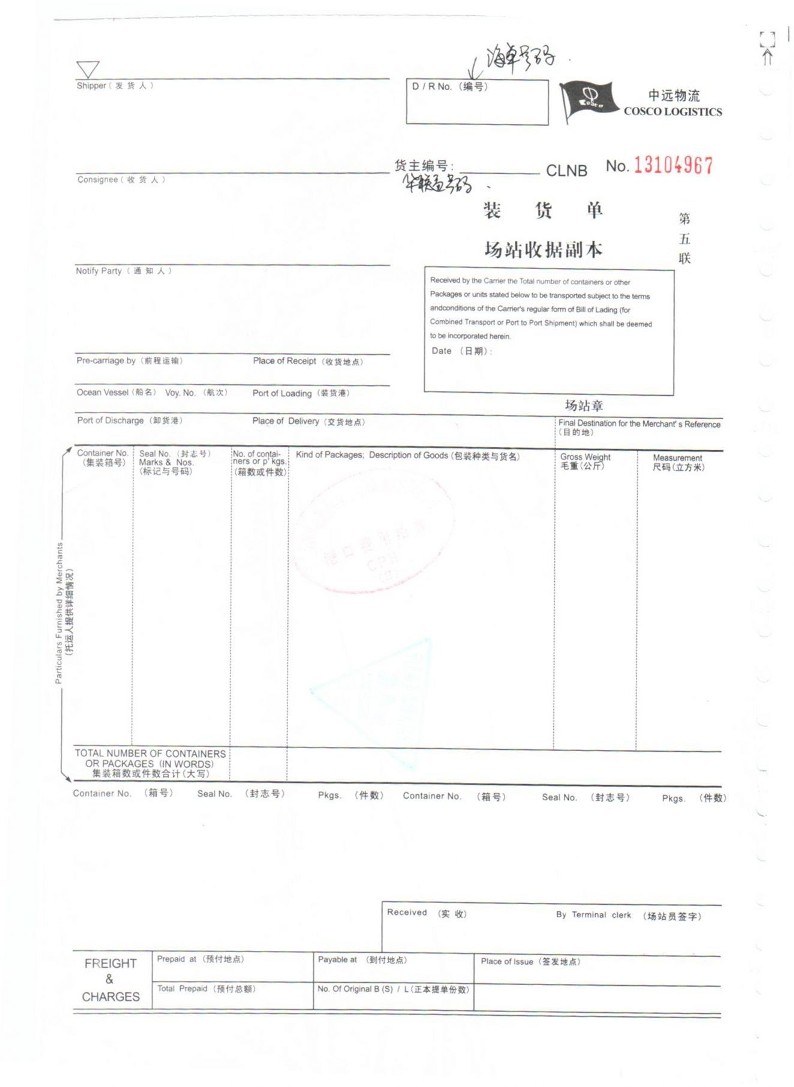 海单号码
Shipper (发 货 人)
D / R No. (编号)
COSCO
中远物流
COSCO LOGISTICS
货主编号:
CLNB No. 13104967
Consignee (收 货 人)
装 货 单
第五联
场站收据副本
Notify Party (通 知 人)
Received by the Carrier the Total number of containers or other
Packages or units stated below to be transported subject to the terms
andconditions of the Carrier's regular form of Bill of Lading (for
Combined Transport or Port to Port Shipment) which shall be deemed
to be incorporated herein.
Date (日期):
Pre-carriage by (前程运输) Place of Receipt (收货地点)
Ocean Vessel (船名) Voy. No. (航次) Port of Loading (装货港)
场站章
Port of Discharge (卸货港) Place of Delivery (交货地点) Final Destination for the Merchant's Reference
(目的地)
Container No. Seal No. (封志号) No. of contai- Kind of Packages; Description of Goods (包装种类与货名) Gross Weight Measurement
(集装箱号) Marks & Nos. ners or p' kgs. 毛重(公斤) 尺码(立方米)
(标记与号码) (箱数或件数)
Particulars Furnished by Merchants
(托运人提供详细情况)
TOTAL NUMBER OF CONTAINERS
OR PACKAGES (IN WORDS)
集装箱数或件数合计(大写)
Container No. (箱号) Seal No. (封志号) Pkgs. (件数) Container No. (箱号) Seal No. (封志号) Pkgs. (件数)
Received (实 收) By Terminal clerk (场站员签字)
FREIGHT
&
CHARGES
Prepaid at (预付地点) Payable at (到付地点) Place of Issue (签发地点)
Total Prepaid (预付总额) No. Of Original B (S) / L (正本提单份数)